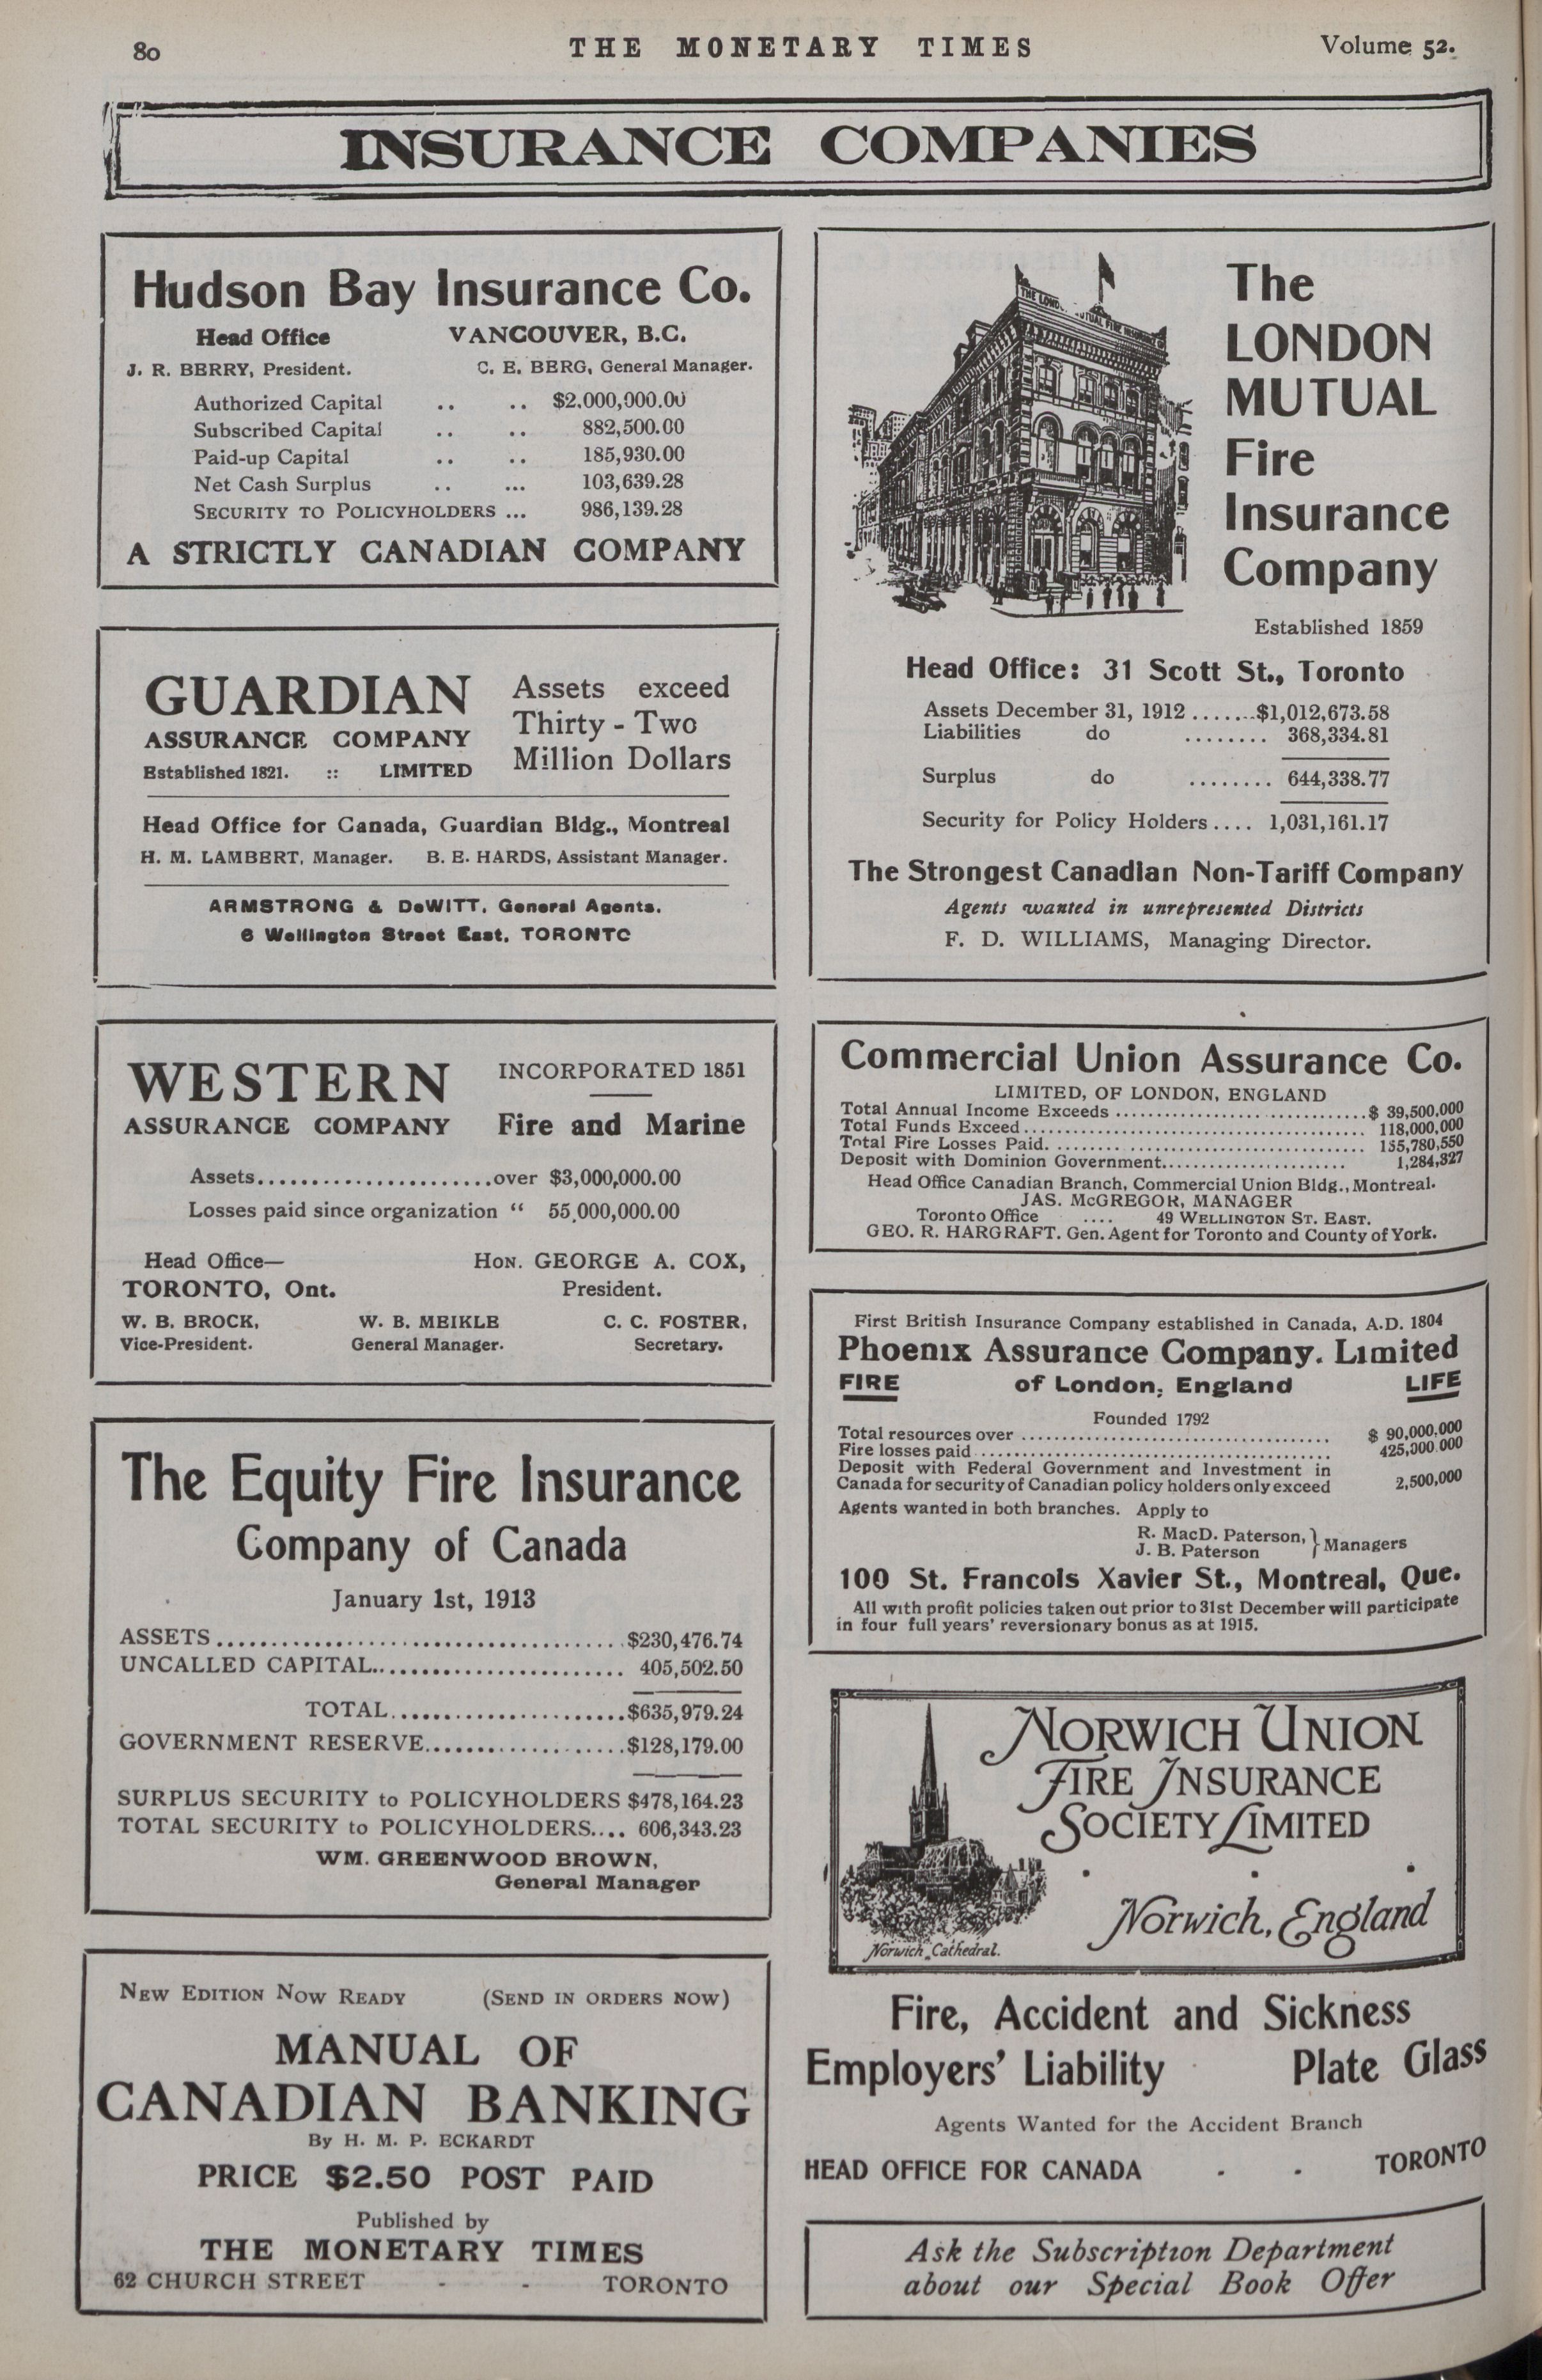 80
THE MONETARY TIMES
Volume 52.
INSURANCE COMPANIES
Hudson Bay Insurance Co.
Head Office VANCOUVER, B.C.
J. R. BERRY, President. C. E. BERG, General Manager.
Authorized Capital .. .. $2,000,000.00
Subscribed Capital .. .. 882,500.00
Paid-up Capital .. .. 185,930.00
Net Cash Surplus .. ... 103,639.28
SECURITY TO POLICYHOLDERS ... 986,139.28
A STRICTLY CANADIAN COMPANY
GUARDIAN
ASSURANCE COMPANY
Established 1821. :: LIMITED
Assets exceed
Thirty-Two
Million Dollars
Head Office for Canada, Guardian Bldg., Montreal
H. M. LAMBERT, Manager. B. E. HARDS, Assistant Manager.
ARMSTRONG & DeWITT, General Agents.
6 Wellington Street East, TORONTO
WESTERN
ASSURANCE COMPANY
INCORPORATED 1851
Fire and Marine
Assets......................over $3,000,000.00
Losses paid since organization “ 55,000,000.00
Head Office—
TORONTO, Ont.
HON. GEORGE A. COX,
President.
W. B. BROCK, W. B. MEIKLE C. C. FOSTER,
Vice-President. General Manager. Secretary.
The Equity Fire Insurance
Company of Canada
January 1st, 1913
ASSETS......................................$230,476.74
UNCALLED CAPITAL........................ 405,502.50
TOTAL......................$635,979.24
GOVERNMENT RESERVE...................$128,179.00
SURPLUS SECURITY to POLICYHOLDERS $478,164.23
TOTAL SECURITY to POLICYHOLDERS.... 606,343.23
WM. GREENWOOD BROWN,
General Manager
NEW EDITION NOW READY (SEND IN ORDERS NOW)
MANUAL OF
CANADIAN BANKING
By H. M. P. ECKARDT
PRICE $2.50 POST PAID
Published by
THE MONETARY TIMES
62 CHURCH STREET - - TORONTO
The
LONDON
MUTUAL
Fire
Insurance
Company
Established 1859
Head Office: 31 Scott St., Toronto
Assets December 31, 1912 ........$1,012,673.58
Liabilities do ........ 368,334.81
Surplus do ........ 644,338.77
Security for Policy Holders.... 1,031,161.17
The Strongest Canadian Non-Tariff Company
Agents wanted in unrepresented Districts
F. D. WILLIAMS, Managing Director.
Commercial Union Assurance Co.
LIMITED, OF LONDON, ENGLAND
Total Annual Income Exceeds ..............................$ 39,500,000
Total Funds Exceed........................................ 118,000,000
Total Fire Losses Paid. .................................... 155,780,550
Deposit with Dominion Government........................ 1,284,327
Head Office Canadian Branch, Commercial Union Bldg., Montreal.
JAS. McGREGOR, MANAGER
Toronto Office .... 49 WELLINGTON ST. EAST.
GEO. R. HARGRAFT. Gen. Agent for Toronto and County of York.
First British Insurance Company established in Canada, A.D. 1804
Phoenix Assurance Company. Limited
FIRE of London, England LIFE
Founded 1792
Total resources over ..................................... $ 90,000,000
Fire losses paid.......................................... 425,000,000
Deposit with Federal Government and Investment in
Canada for security of Canadian policy holders only exceed 2,500,000
Agents wanted in both branches. Apply to
R. MacD. Paterson, } Managers
J. B. Paterson
100 St. Francois Xavier St., Montreal, Que.
All with profit policies taken out prior to 31st December will participate
in four full years' reversionary bonus as at 1915.
NORWICH UNION
FIRE INSURANCE
SOCIETY LIMITED
Norwich, England
Norwich Cathedral.
Fire, Accident and Sickness
Employers' Liability Plate Glass
Agents Wanted for the Accident Branch
HEAD OFFICE FOR CANADA - - TORONTO
Ask the Subscription Department
about our Special Book Offer